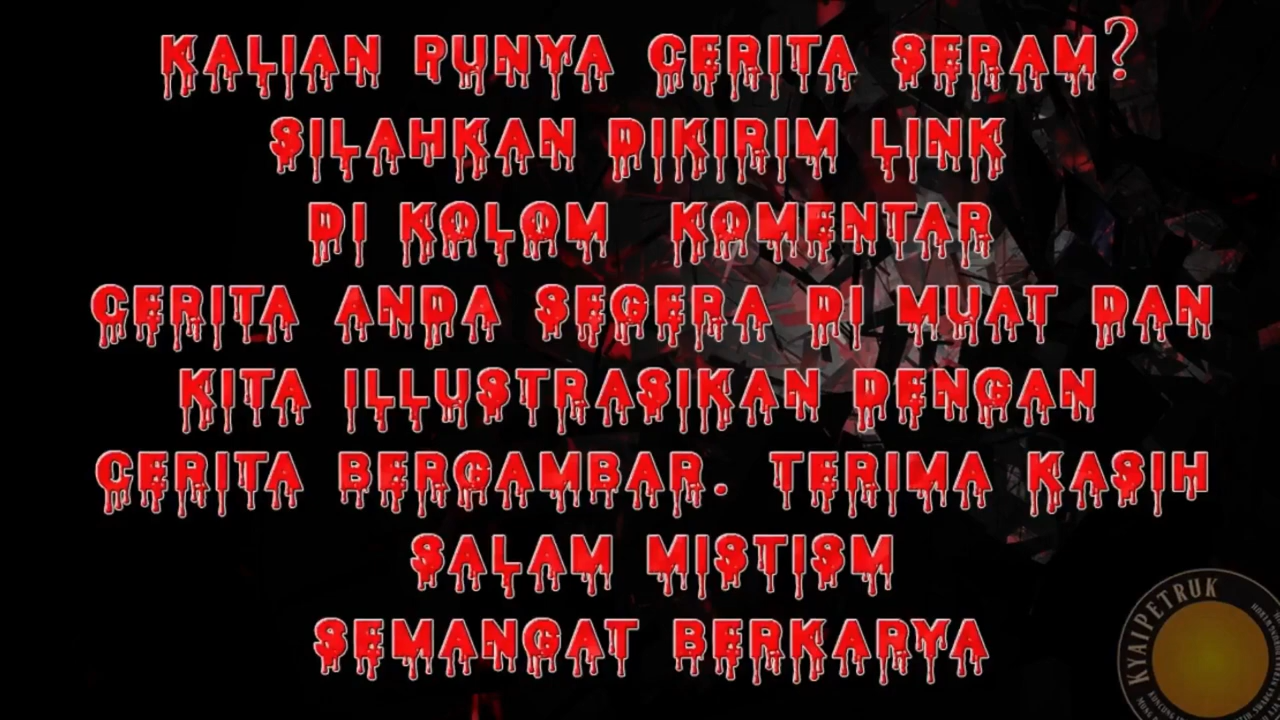 KALIAN PUNYA CERITA SERAM?
SILAHKAN DIKIRIM LINK
DI KOLOM KOMENTAR
CERITA ANDA SEGERA DI MUAT DAN
KITA ILLUSTRASIKAN DENGAN
CERITA BERGAMBAR. TERIMA KASIH
SALAM MISTISM
SEMANGAT BERKARYA
KYAIPETRUK